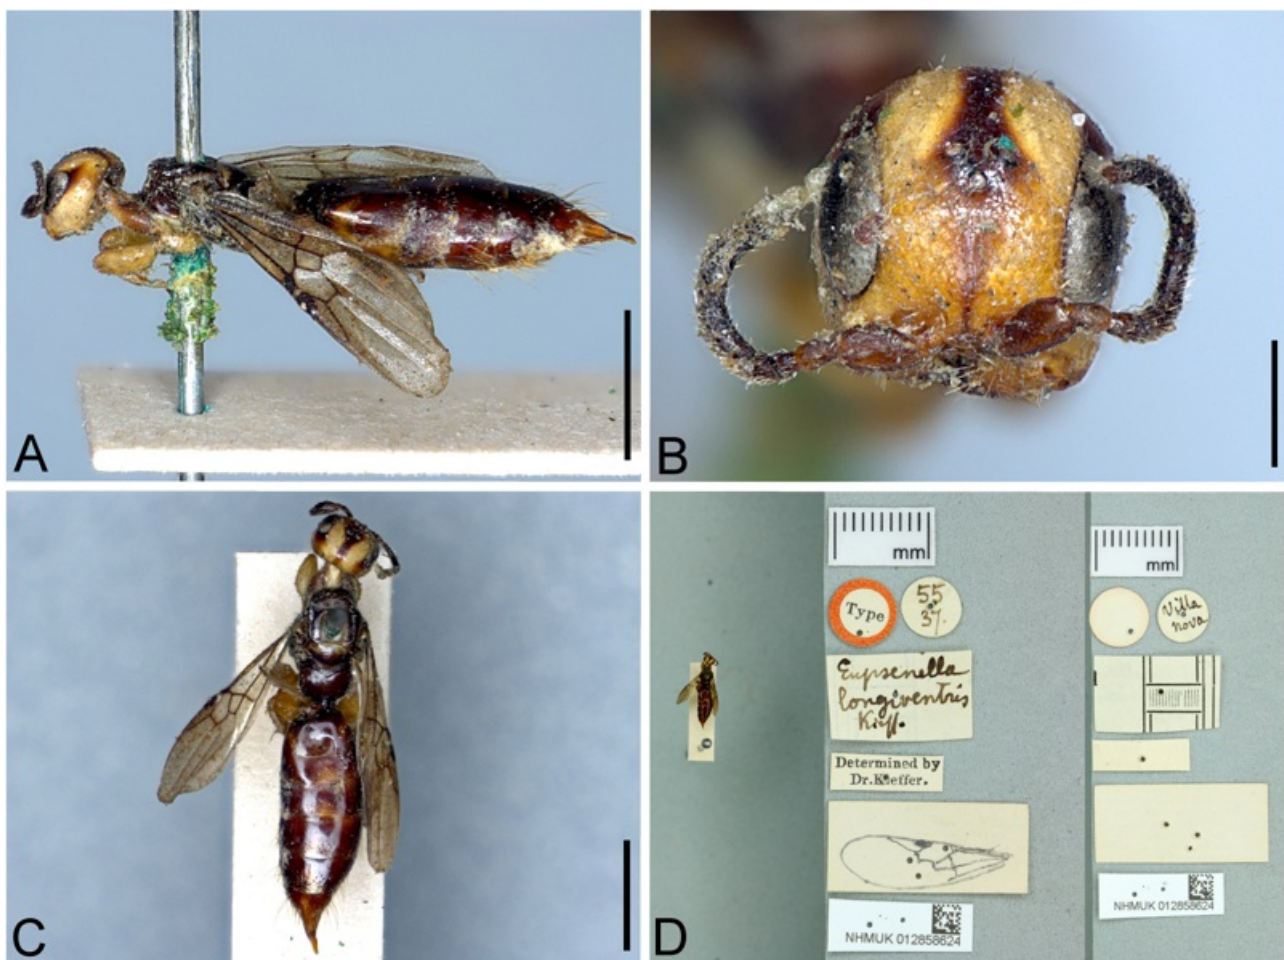 A
B
C
D
mm
Type
55
37.
Eupsenella
longiventris
Kieff.
Determined by
Dr.Kieffer.
NHMUK 012858624
mm
Villa
nova
NHMUK 012858624